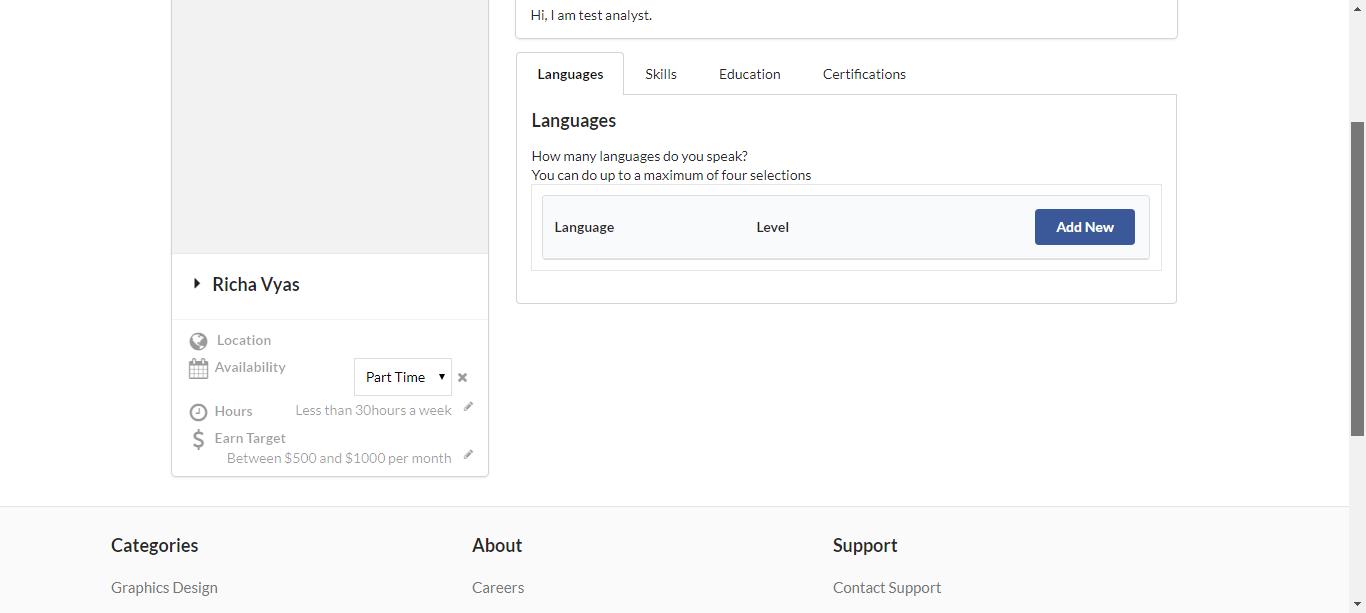 Hi, I am test analyst.
Languages
Skills
Education
Certifications
Languages
How many languages do you speak?
You can do up to a maximum of four selections
Language
Level
Add New
Richa Vyas
Location
Availability
Part Time
Hours
Less than 30hours a week
Earn Target
Between $500 and $1000 per month
Categories
About
Support
Graphics Design
Careers
Contact Support